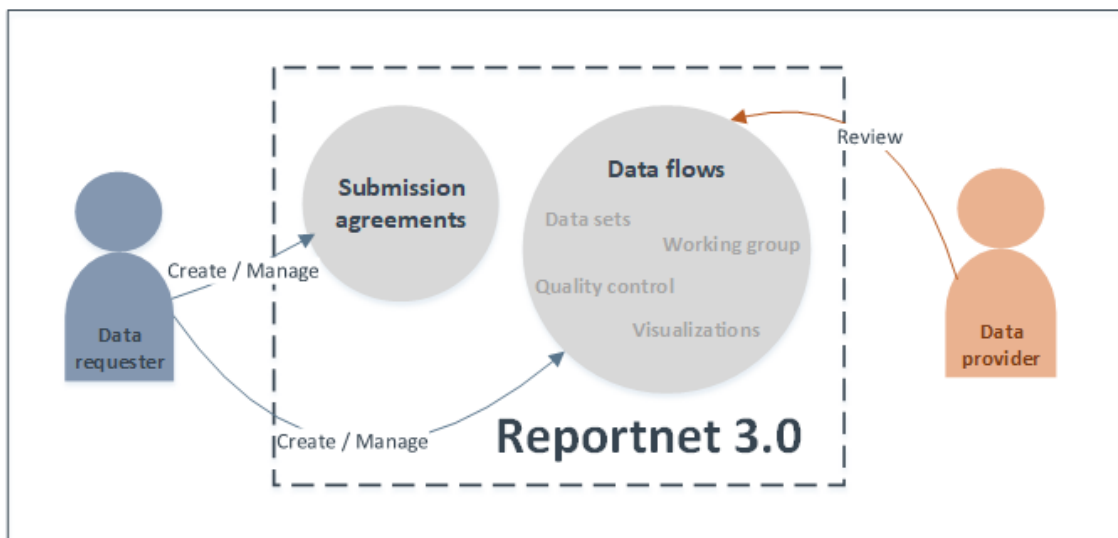 Review
Submission
agreements
Data flows
Data sets
Working group
Create / Manage
Quality control
Data
requester
Visualizations
Data
provider
Create / Manage
Reportnet 3.0